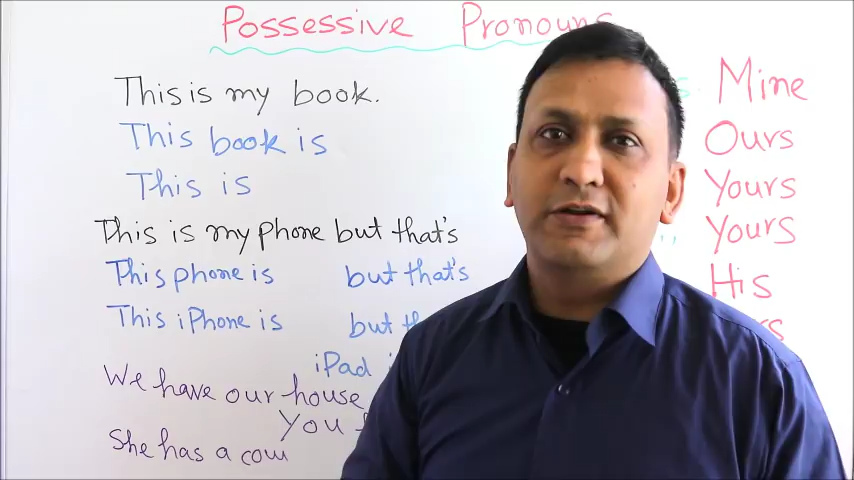 Possessive Pronouns
This is my book.
This book is
This is
This is my phone but that's
This phone is but that's
This iPhone is but
iPad
We have our house
You
She has a cow
Mine
Ours
Yours
Yours
His